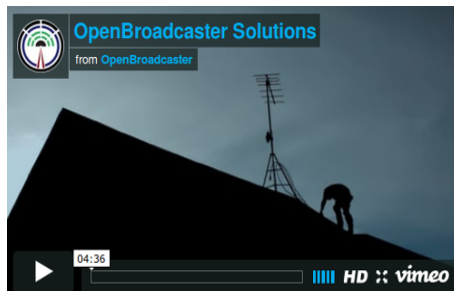 OpenBroadcaster Solutions
from OpenBroadcaster
04:36
HD vimeo